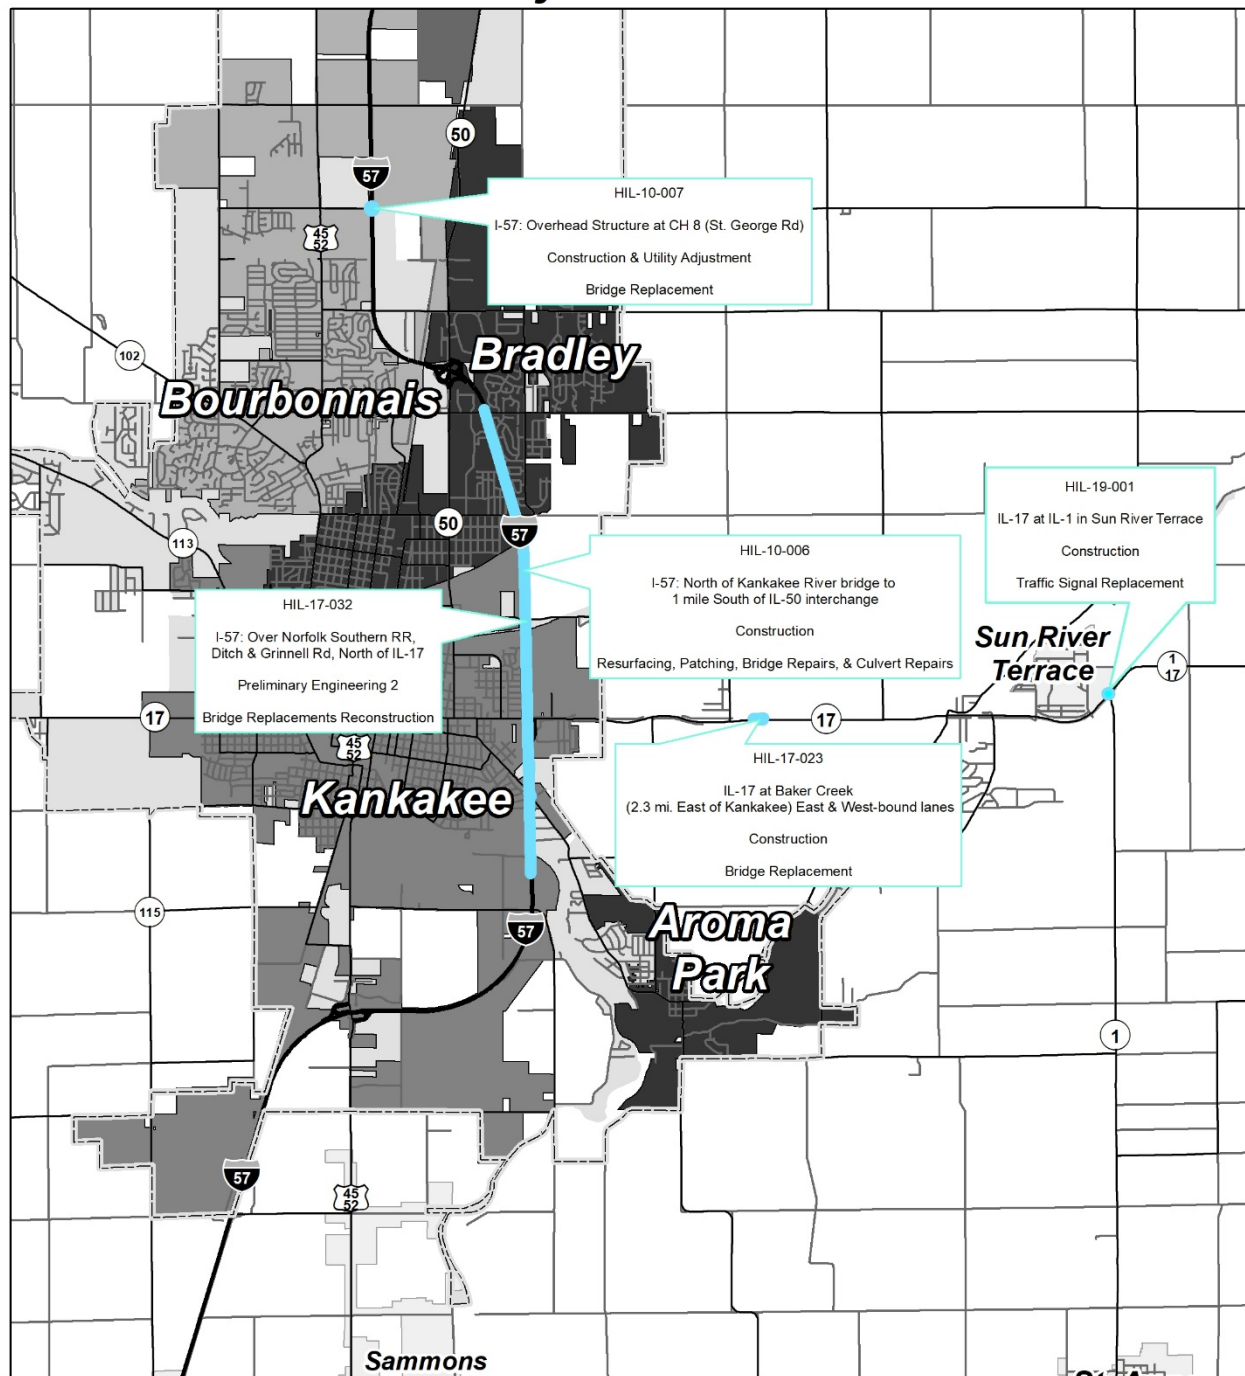 50
57
HIL-10-007
I-57: Overhead Structure at CH 8 (St. George Rd)
Construction & Utility Adjustment
Bridge Replacement
45
52
102
Bradley
Bourbonnais
HIL-19-001
IL-17 at IL-1 in Sun River Terrace
Construction
Traffic Signal Replacement
50
57
113
HIL-10-006
I-57: North of Kankakee River bridge to
1 mile South of IL-50 interchange
Construction
Resurfacing, Patching, Bridge Repairs, & Culvert Repairs
HIL-17-032
I-57: Over Norfolk Southern RR,
Ditch & Grinnell Rd, North of IL-17
Preliminary Engineering 2
Bridge Replacements Reconstruction
Sun River
Terrace
1
17
17
17
45
52
HIL-17-023
IL-17 at Baker Creek
(2.3 mi. East of Kankakee) East & West-bound lanes
Construction
Bridge Replacement
Kankakee
115
57
Aroma
Park
1
57
45
52
Sammons